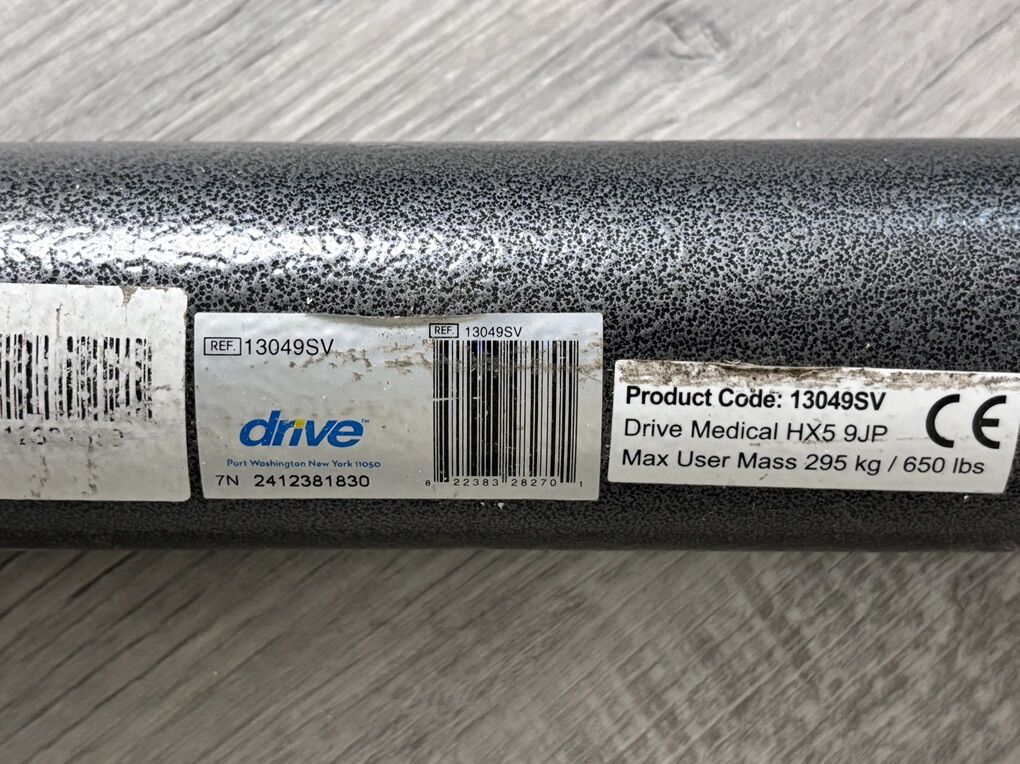 REF. 13049SV
drive™
Port Washington New York 11050
7N 2412381830
REF. 13049SV
8 22383 28270 1
Product Code: 13049SV
Drive Medical HX5 9JP
Max User Mass 295 kg / 650 lbs
CE